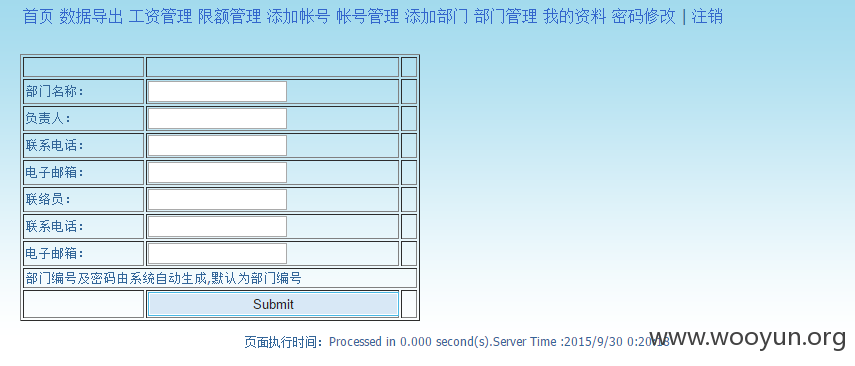 首页 数据导出 工资管理 限额管理 添加帐号 帐号管理 添加部门 部门管理 我的资料 密码修改 | 注销
部门名称：
负责人：
联系电话：
电子邮箱：
联络员：
联系电话：
电子邮箱：
部门编号及密码由系统自动生成,默认为部门编号
Submit
页面执行时间：Processed in 0.000 second(s).Server Time :2015/9/30 0:20:18
www.wooyun.org